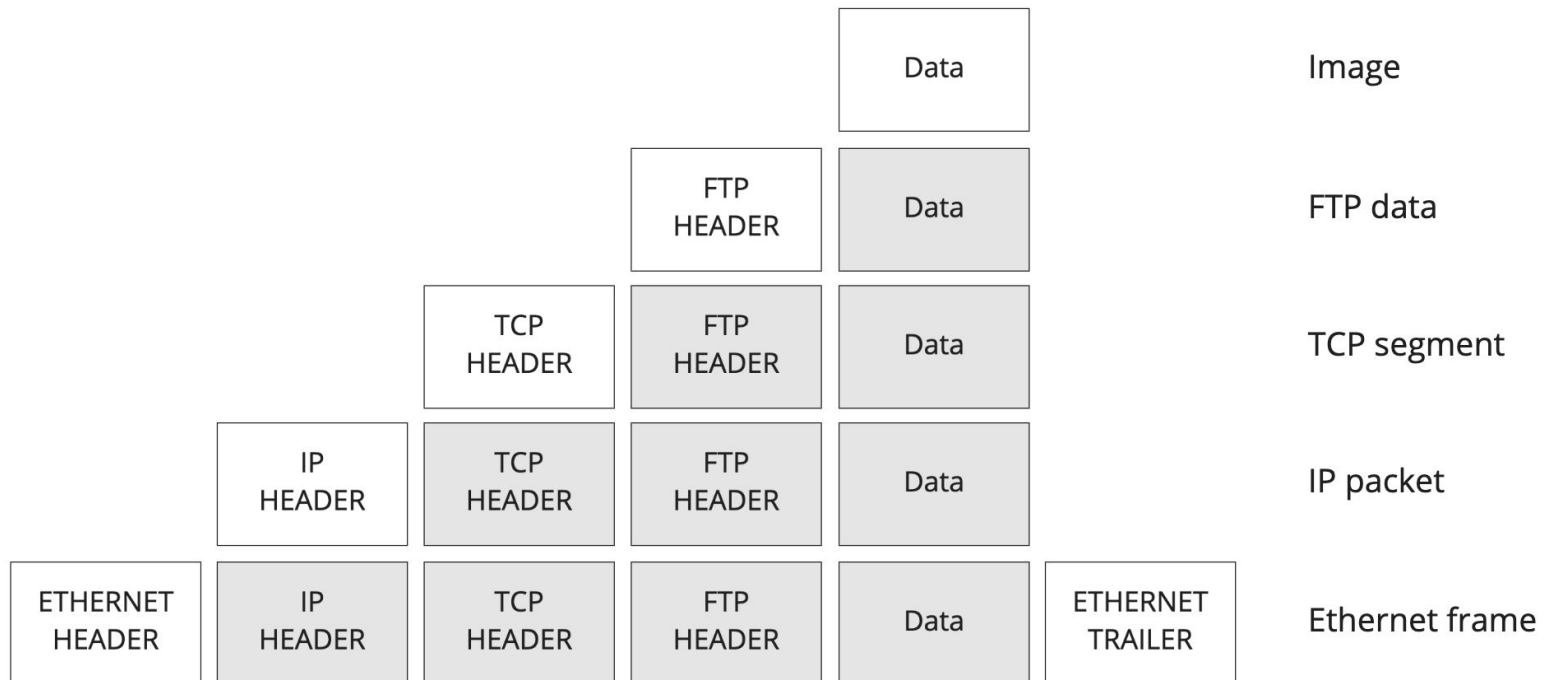 Data
Image
FTP
HEADER
Data
FTP data
TCP
HEADER
FTP
HEADER
Data
TCP segment
IP
HEADER
TCP
HEADER
FTP
HEADER
Data
IP packet
ETHERNET
HEADER
IP
HEADER
TCP
HEADER
FTP
HEADER
Data
ETHERNET
TRAILER
Ethernet frame